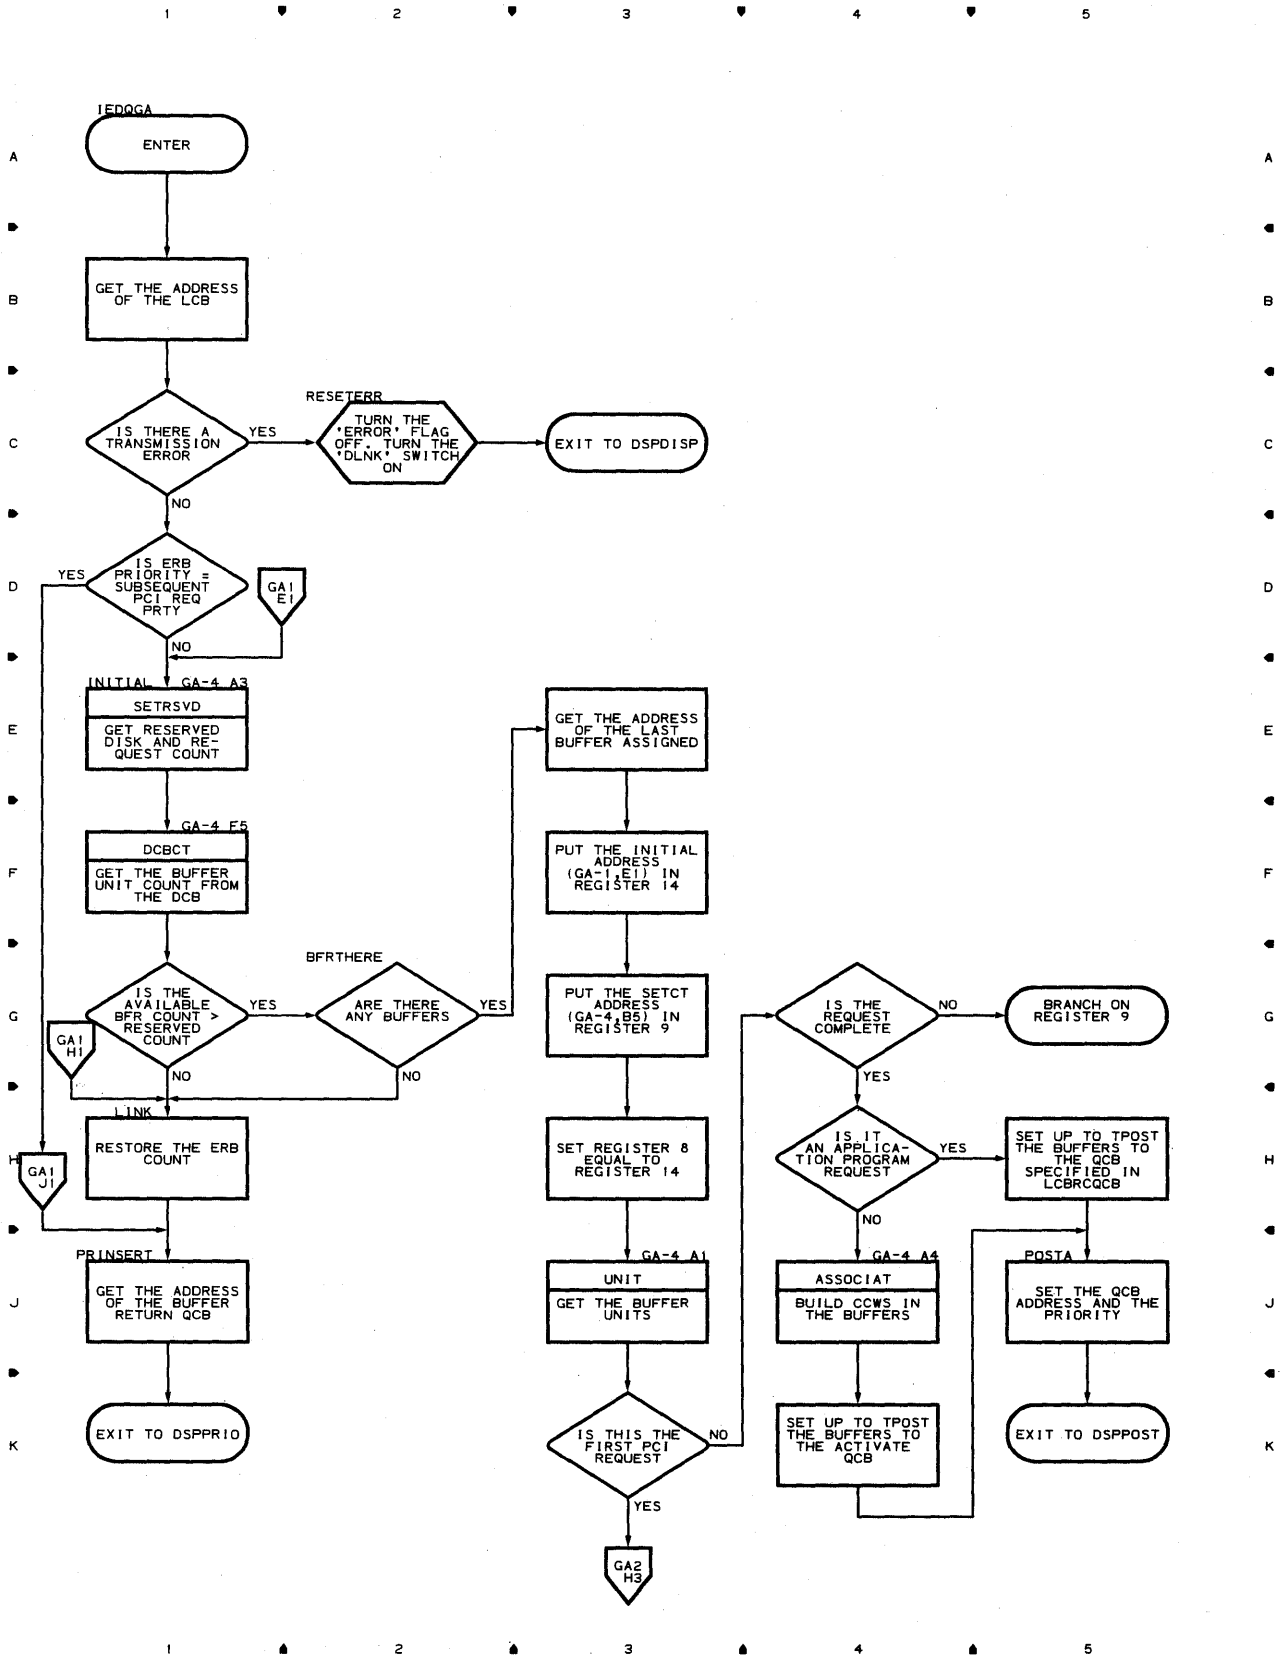 1 2 3 4 5
IEDQGA
ENTER
A A
GET THE ADDRESS
OF THE LCB
B B
RESETERR
IS THERE A
TRANSMISSION
ERROR
YES
NO
TURN THE
'ERROR' FLAG
OFF. TURN THE
'DLNK' SWITCH
ON
EXIT TO DSPDISP
C C
IS ERB
PRIORITY =
SUBSEQUENT
PCI REQ
PRTY
YES
NO
GA1
E1
D D
INITIAL GA-4 A3
SETRSVD
GET RESERVED
DISK AND RE-
QUEST COUNT
GET THE ADDRESS
OF THE LAST
BUFFER ASSIGNED
E E
GA-4 F5
DCBCT
GET THE BUFFER
UNIT COUNT FROM
THE DCB
PUT THE INITIAL
ADDRESS
(GA-1,E1) IN
REGISTER 14
F F
IS THE
AVAILABLE
BFR COUNT >
RESERVED
COUNT
YES
NO
GA1
H1
BFRTHERE
ARE THERE
ANY BUFFERS
YES
NO
PUT THE SETCT
ADDRESS
(GA-4,B5) IN
REGISTER 9
IS THE
REQUEST
COMPLETE
NO
YES
BRANCH ON
REGISTER 9
G G
LINK
RESTORE THE ERB
COUNT
GA1
J1
SET REGISTER 8
EQUAL TO
REGISTER 14
IS IT
AN APPLICA-
TION PROGRAM
REQUEST
YES
NO
SET UP TO TPOST
THE BUFFERS TO
THE QCB
SPECIFIED IN
LCBRCQCB
H H
PRINSERT
GET THE ADDRESS
OF THE BUFFER
RETURN QCB
GA-4 A1
UNIT
GET THE BUFFER
UNITS
GA-4 A4
ASSOCIAT
BUILD CCWS IN
THE BUFFERS
POSTA
SET THE QCB
ADDRESS AND THE
PRIORITY
J J
EXIT TO DSPPRIO
IS THIS THE
FIRST PCI
REQUEST
NO
YES
SET UP TO TPOST
THE BUFFERS TO
THE ACTIVATE
QCB
EXIT TO DSPPOST
K K
GA2
H3
1 2 3 4 5